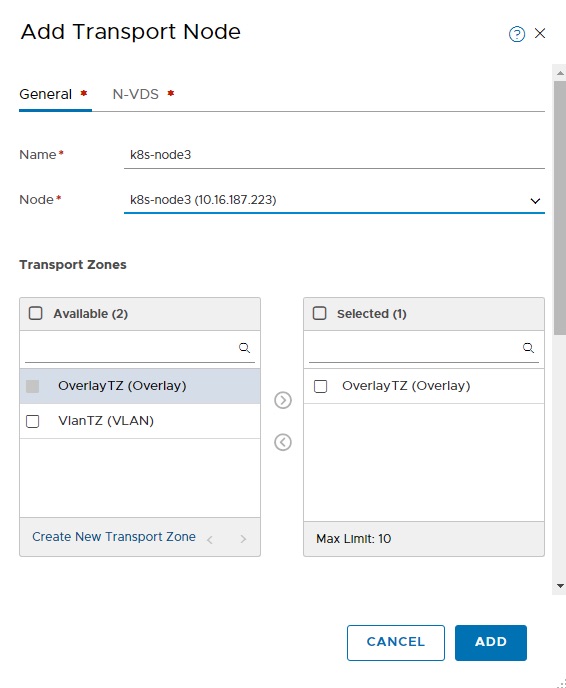 Add Transport Node
General * N-VDS *
Name* k8s-node3
Node* k8s-node3 (10.16.187.223)
Transport Zones
Available (2)
OverlayTZ (Overlay)
VlanTZ (VLAN)
Create New Transport Zone
Selected (1)
OverlayTZ (Overlay)
Max Limit: 10
CANCEL ADD